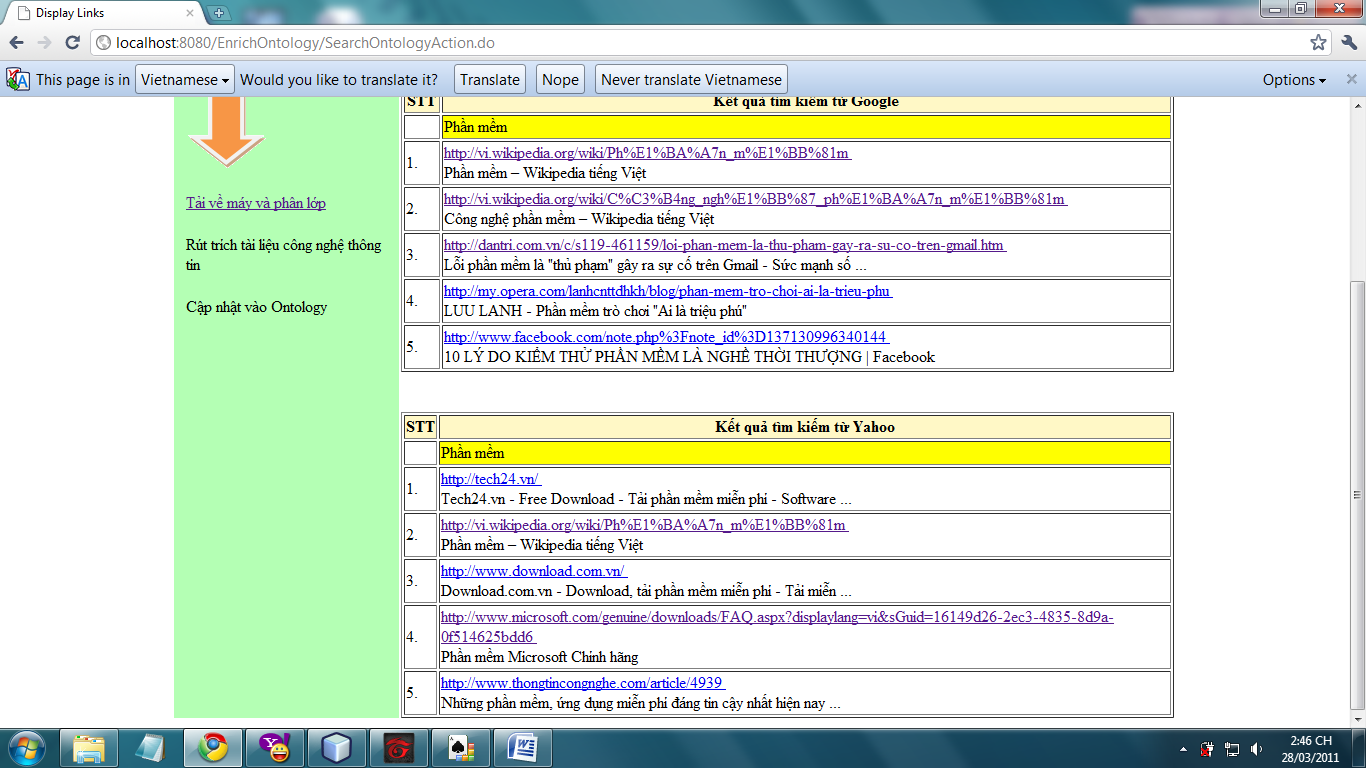 Display Links
localhost:8080/EnrichOntology/SearchOntologyAction.do
This page is in Vietnamese Would you like to translate it? Translate Nope Never translate Vietnamese Options
Tải về máy và phân lớp
Rút trích tài liệu công nghệ thông
tin
Cập nhật vào Ontology
STT Kết quả tìm kiếm từ Google
Phần mềm
1. http://vi.wikipedia.org/wiki/Ph%E1%BA%A7n_m%E1%BB%81m
Phần mềm – Wikipedia tiếng Việt
2. http://vi.wikipedia.org/wiki/C%C3%B4ng_ngh%E1%BB%87_ph%E1%BA%A7n_m%E1%BB%81m
Công nghệ phần mềm – Wikipedia tiếng Việt
3. http://dantri.com.vn/c/s119-461159/loi-phan-mem-la-thu-pham-gay-ra-su-co-tren-gmail.htm
Lỗi phần mềm là "thủ phạm" gây ra sự cố trên Gmail - Sức mạnh số ...
4. http://my.opera.com/lanhcnttdhkh/blog/phan-mem-tro-choi-ai-la-trieu-phu
LUU LANH - Phần mềm trò chơi "Ai là triệu phú"
5. http://www.facebook.com/note.php%3Fnote_id%3D137130996340144
10 LÝ DO KIỂM THỬ PHẦN MỀM LÀ NGHỀ THỜI THƯỢNG | Facebook
STT Kết quả tìm kiếm từ Yahoo
Phần mềm
1. http://tech24.vn/
Tech24.vn - Free Download - Tải phần mềm miễn phí - Software ...
2. http://vi.wikipedia.org/wiki/Ph%E1%BA%A7n_m%E1%BB%81m
Phần mềm – Wikipedia tiếng Việt
3. http://www.download.com.vn/
Download.com.vn - Download, tải phần mềm miễn phí - Tải miễn ...
4. http://www.microsoft.com/genuine/downloads/FAQ.aspx?displaylang=vi&sGuid=16149d26-2ec3-4835-8d9a-
0f514625bdd6
Phần mềm Microsoft Chính hãng
5. http://www.thongtincongnghe.com/article/4939
Những phần mềm, ứng dụng miễn phí đáng tin cậy nhất hiện nay ...
2:46 CH
28/03/2011